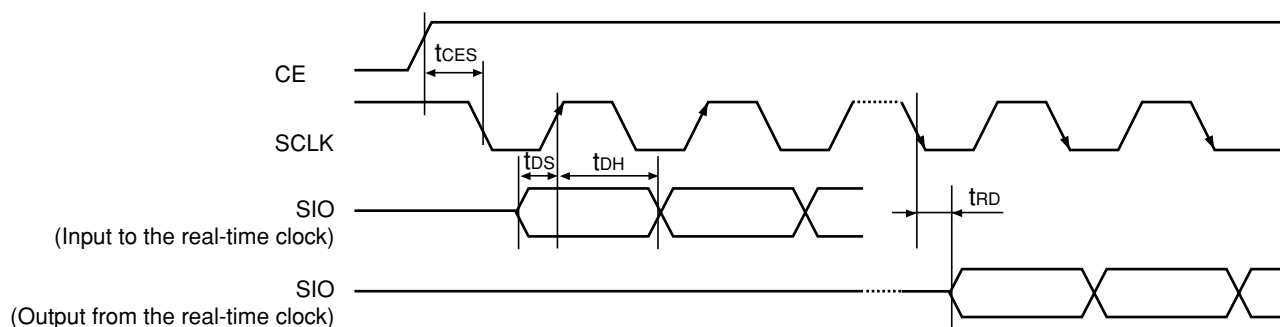 CE
tCES
SCLK
tDS
tDH
SIO
(Input to the real-time clock)
tRD
SIO
(Output from the real-time clock)